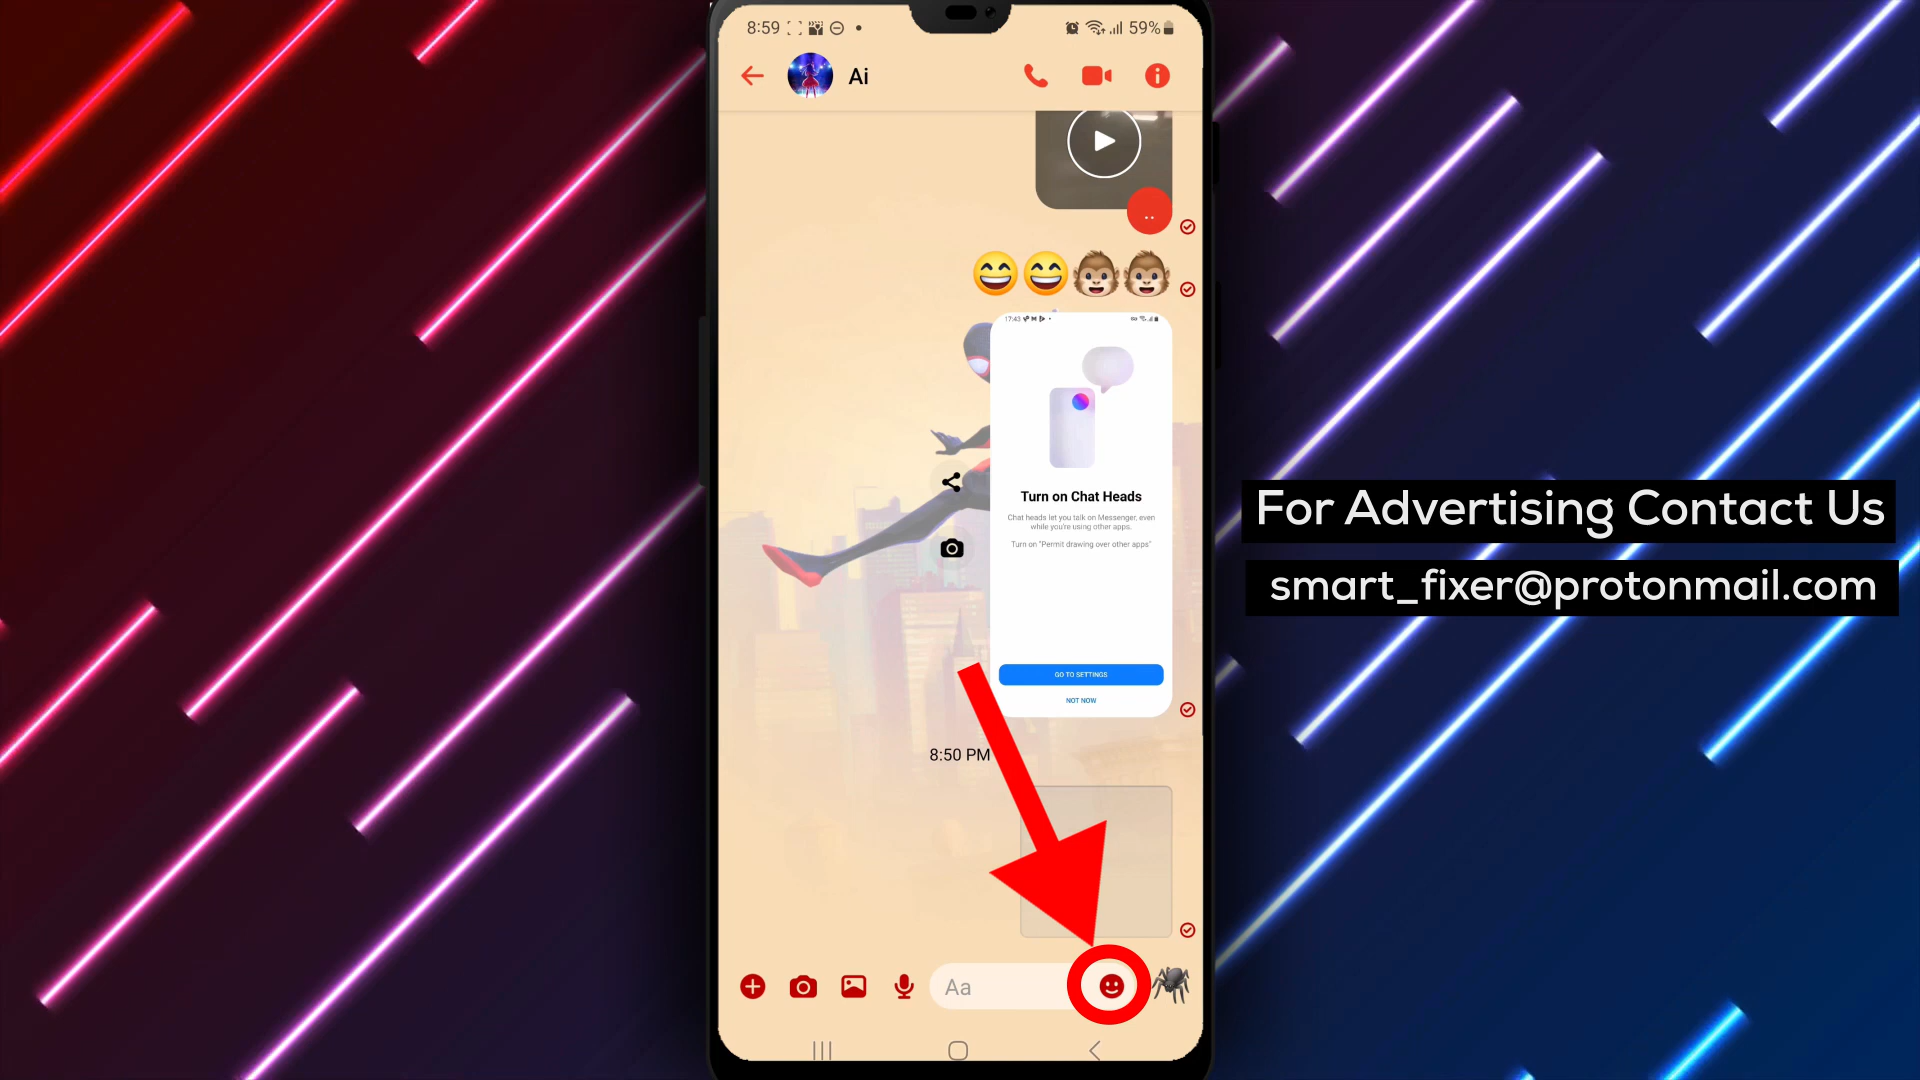 8:59
59%
Ai
..
17:43
Turn on Chat Heads
Chat heads let you talk on Messenger, even
while you're using other apps.
Turn on "Permit drawing over other apps"
GO TO SETTINGS
NOT NOW
8:50 PM
Aa
For Advertising Contact Us
smart_fixer@protonmail.com